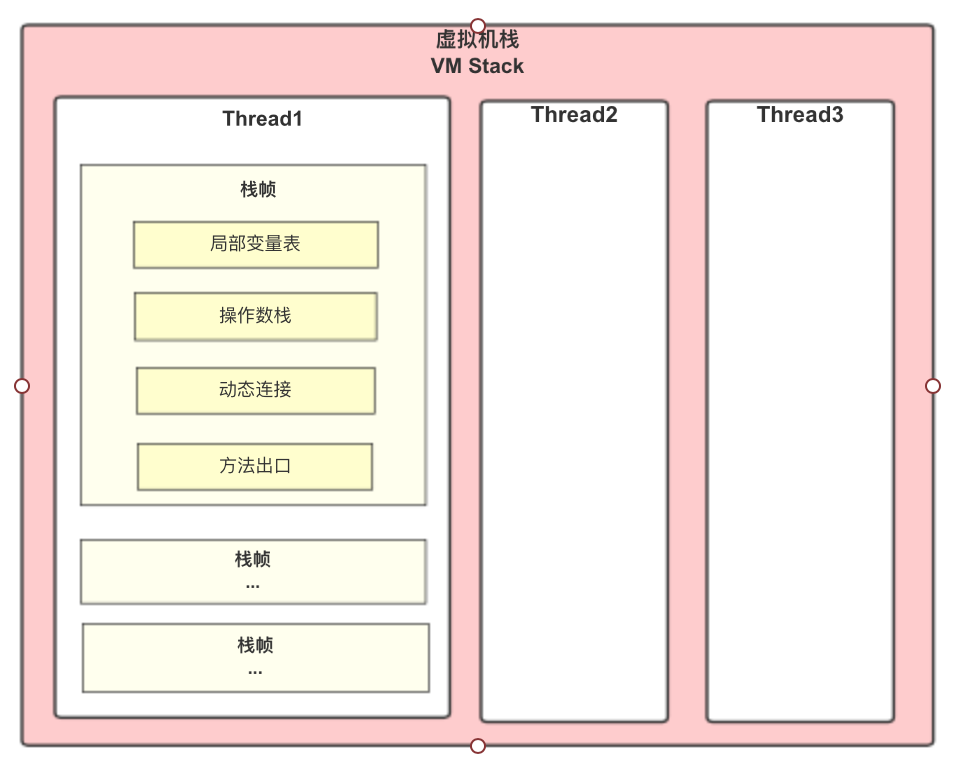 虚拟机栈
VM Stack
Thread1
栈帧
局部变量表
操作数栈
动态连接
方法出口
栈帧
...
栈帧
...
Thread2
Thread3